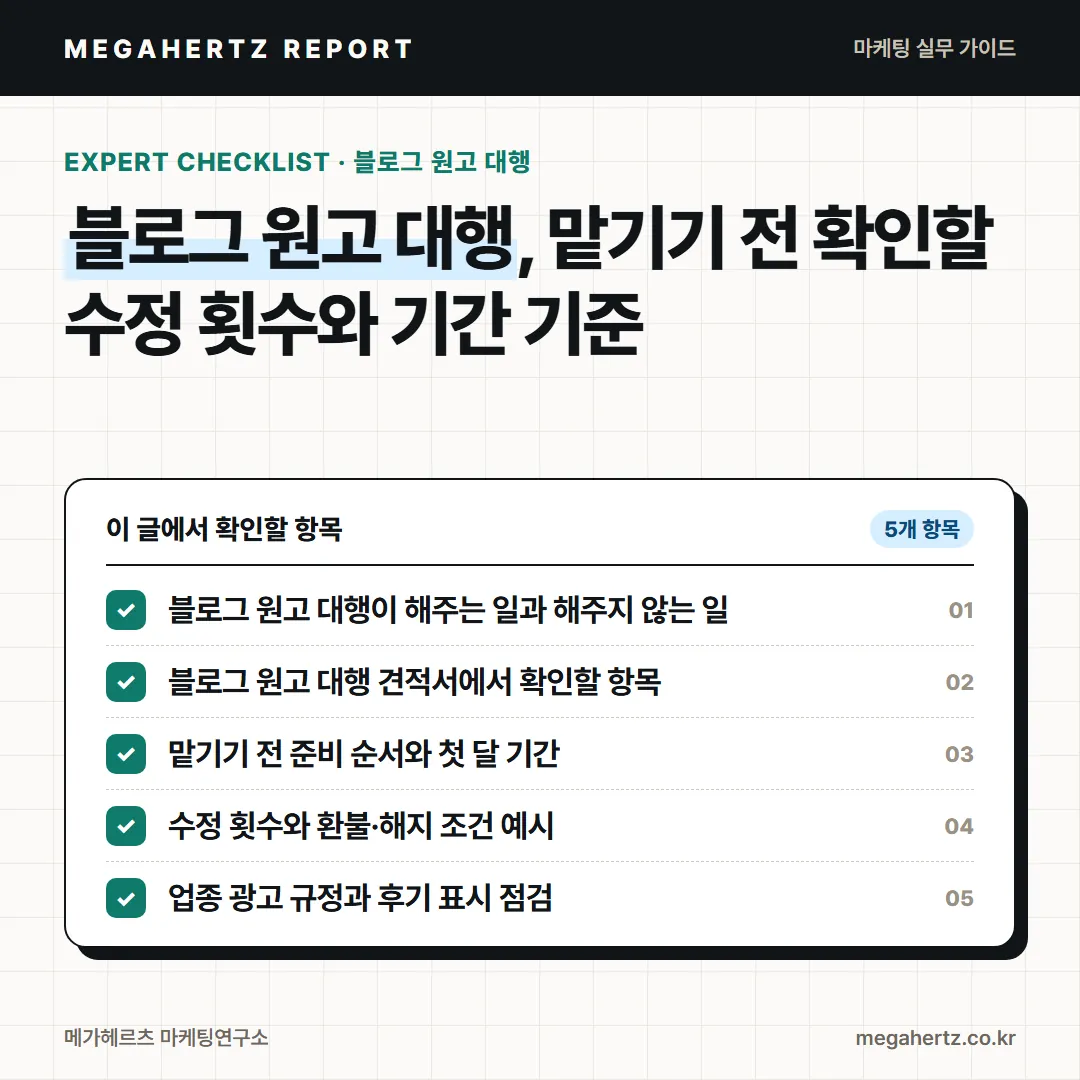 MEGAHERTZ REPORT
마케팅 실무 가이드
EXPERT CHECKLIST · 블로그 원고 대행
블로그 원고 대행, 맡기기 전 확인할
수정 횟수와 기간 기준
이 글에서 확인할 항목
5개 항목
블로그 원고 대행이 해주는 일과 해주지 않는 일
01
블로그 원고 대행 견적서에서 확인할 항목
02
맡기기 전 준비 순서와 첫 달 기간
03
수정 횟수와 환불·해지 조건 예시
04
업종 광고 규정과 후기 표시 점검
05
메가헤르츠 마케팅연구소
megahertz.co.kr